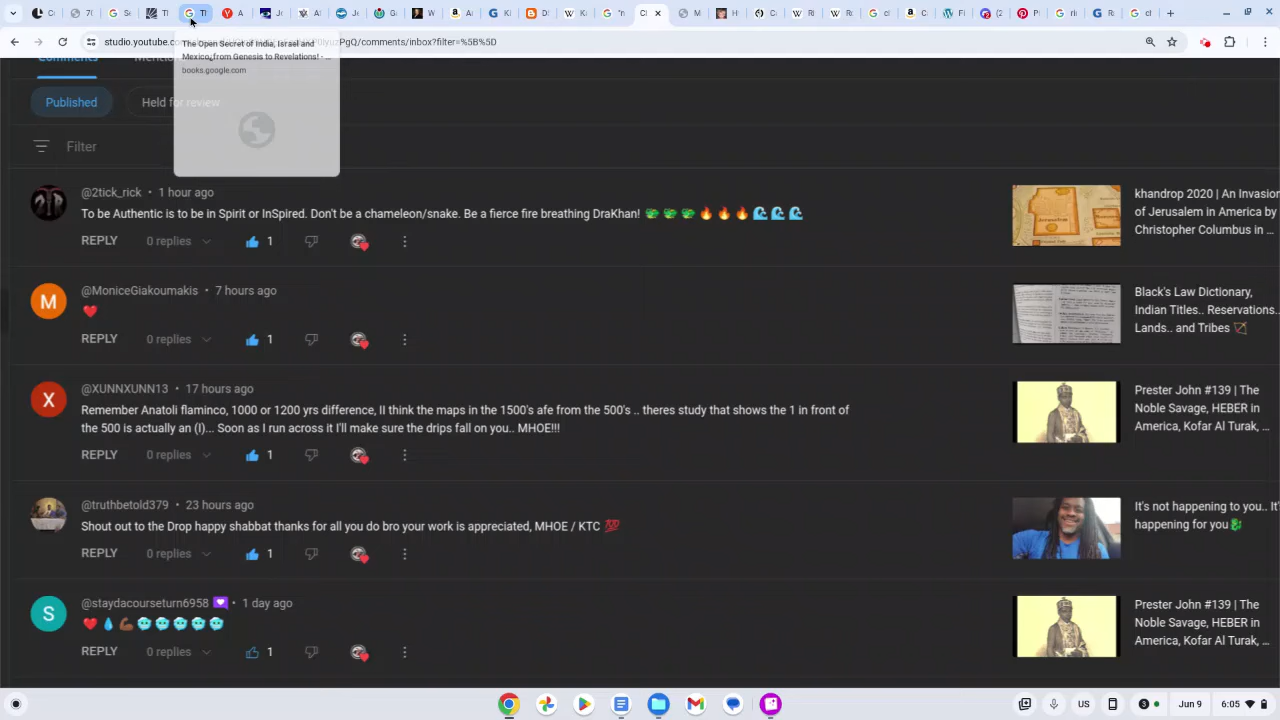 studio.youtube.co
PgQ/comments/inbox?filter=%5B%5D
The Open Secret of India, Israel and
Mexico,from Genesis to Revelations! - ...
books.google.com
Comments
Published
Held for review
Filter
@2tick_rick • 1 hour ago
To be Authentic is to be in Spirit or InSpired. Don't be a chameleon/snake. Be a fierce fire breathing DraKhan! 🐲 🐲 🐲 🔥 🔥 🔥 🌊 🌊 🌊
REPLY 0 replies 1
khandrop 2020 | An Invasion
of Jerusalem in America by
Christopher Columbus in ...
@MoniceGiakoumakis • 7 hours ago
❤️
REPLY 0 replies 1
M
Black's Law Dictionary,
Indian Titles.. Reservations..
Lands.. and Tribes 🏹
@XUNNXUNN13 • 17 hours ago
Remember Anatoli flaminco, 1000 or 1200 yrs difference, II think the maps in the 1500's afe from the 500's .. theres study that shows the 1 in front of
the 500 is actually an (I)... Soon as I run across it I'll make sure the drips fall on you.. MHOE!!!
REPLY 0 replies 1
X
Prester John #139 | The
Noble Savage, HEBER in
America, Kofar Al Turak, ...
@truthbetold379 • 23 hours ago
Shout out to the Drop happy shabbat thanks for all you do bro your work is appreciated, MHOE / KTC 💯
REPLY 0 replies 1
It's not happening to you.. It's
happening for you🐉
@staydacourseturn6958 • 1 day ago
❤️ 💧 💪🏾 🥶 🥶 🥶 🥶 🥶
REPLY 0 replies 1
S
Prester John #139 | The
Noble Savage, HEBER in
America, Kofar Al Turak, ...
US
3
Jun 9
6:05